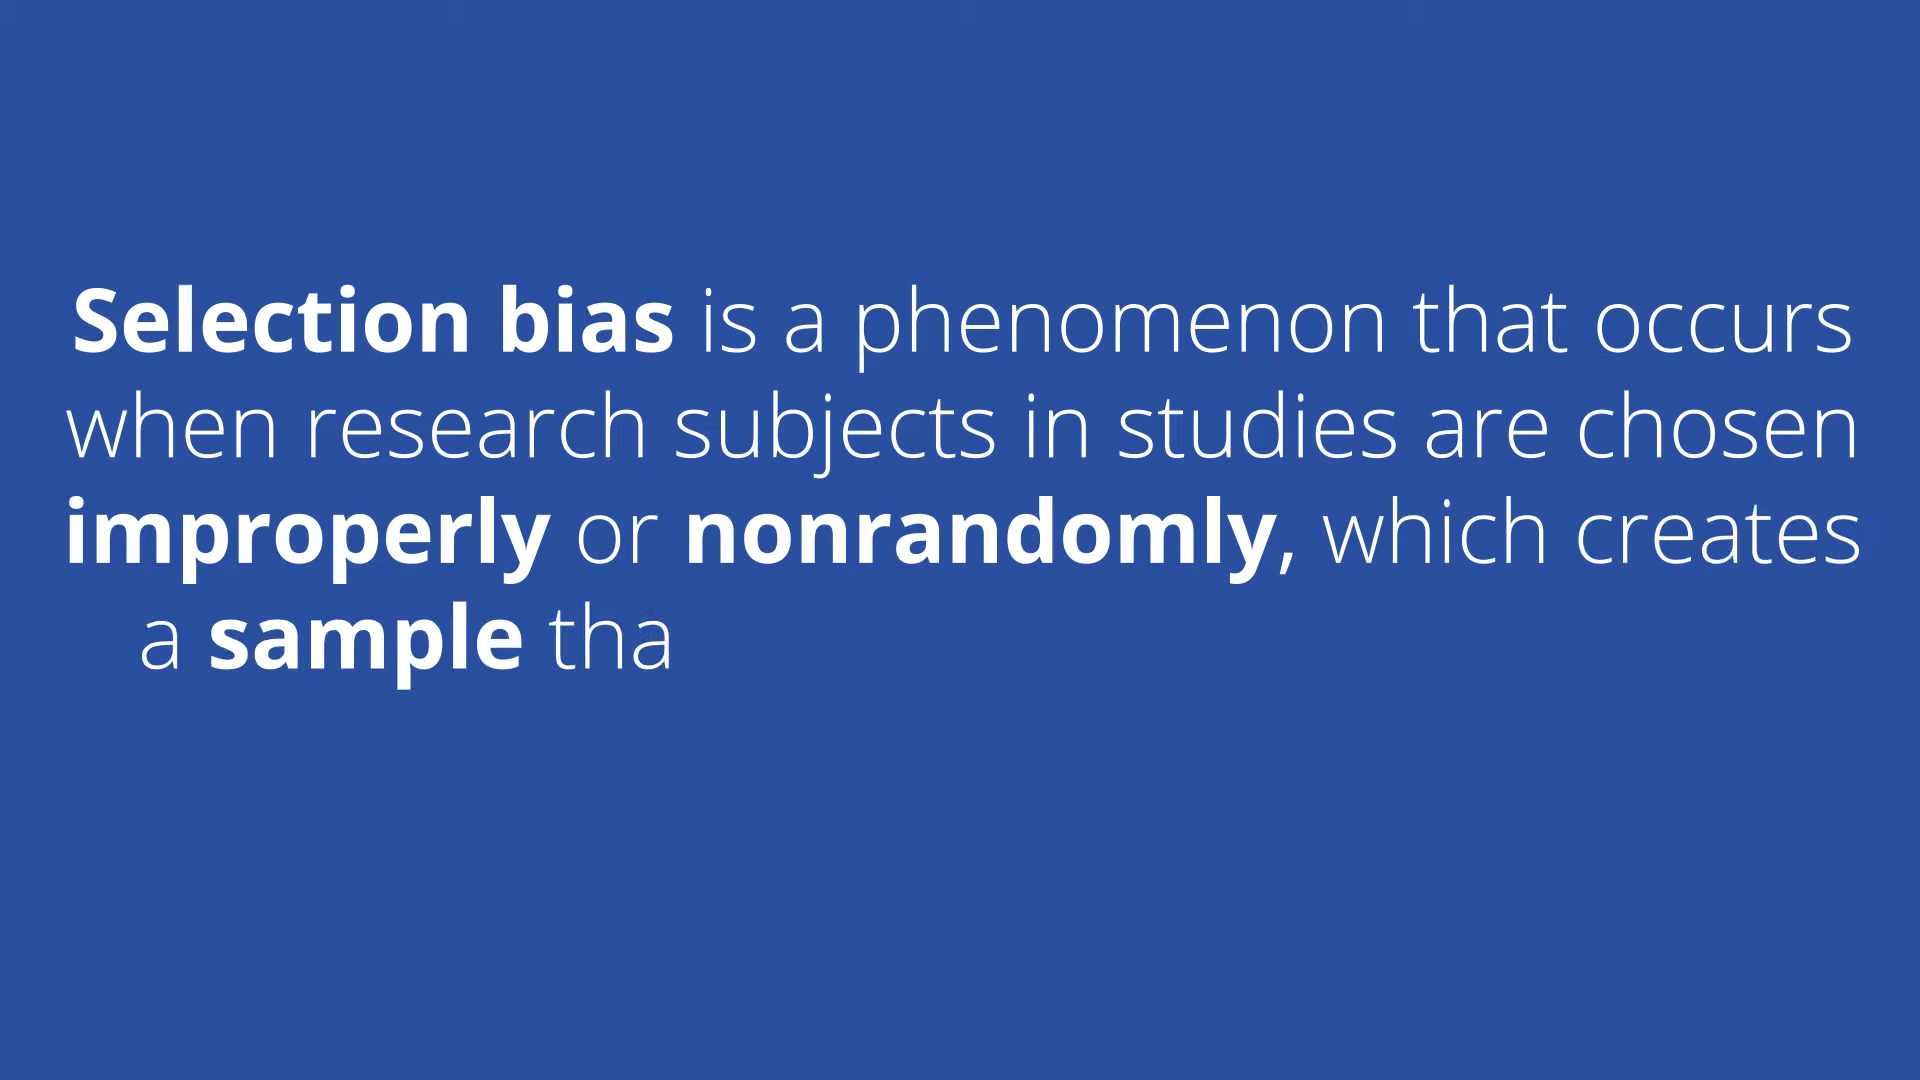 Selection bias is a phenomenon that occurs
when research subjects in studies are chosen
improperly or nonrandomly, which creates
a sample tha